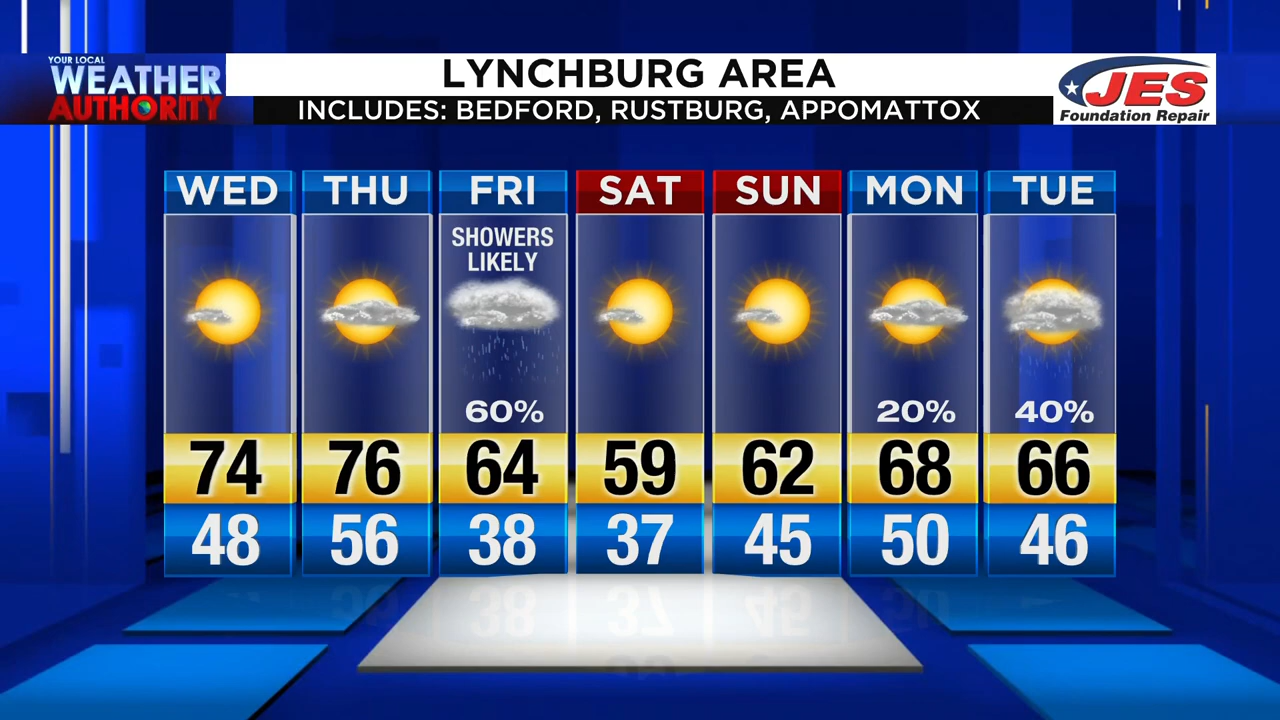 YOUR LOCAL
WEATHER
AUTHORITY
LYNCHBURG AREA
INCLUDES: BEDFORD, RUSTBURG, APPOMATTOX
JES
Foundation Repair
WED THU FRI SAT SUN MON TUE
SHOWERS
LIKELY
60% 20% 40%
74 76 64 59 62 68 66
48 56 38 37 45 50 46